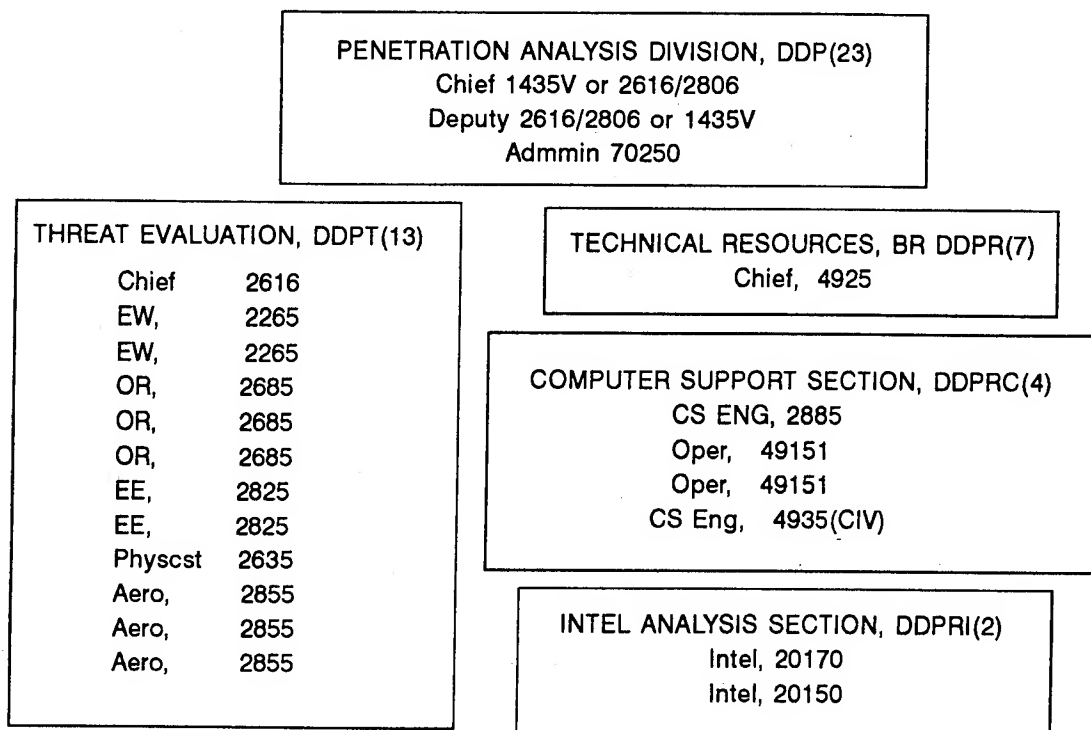 PENETRATION ANALYSIS DIVISION, DDP(23)
Chief 1435V or 2616/2806
Deputy 2616/2806 or 1435V
Admmin 70250
THREAT EVALUATION, DDPT(13)
Chief 2616
EW, 2265
EW, 2265
OR, 2685
OR, 2685
OR, 2685
EE, 2825
EE, 2825
Physcst 2635
Aero, 2855
Aero, 2855
Aero, 2855
TECHNICAL RESOURCES, BR DDPR(7)
Chief, 4925
COMPUTER SUPPORT SECTION, DDPRC(4)
CS ENG, 2885
Oper, 49151
Oper, 49151
CS Eng, 4935(CIV)
INTEL ANALYSIS SECTION, DDPRI(2)
Intel, 20170
Intel, 20150